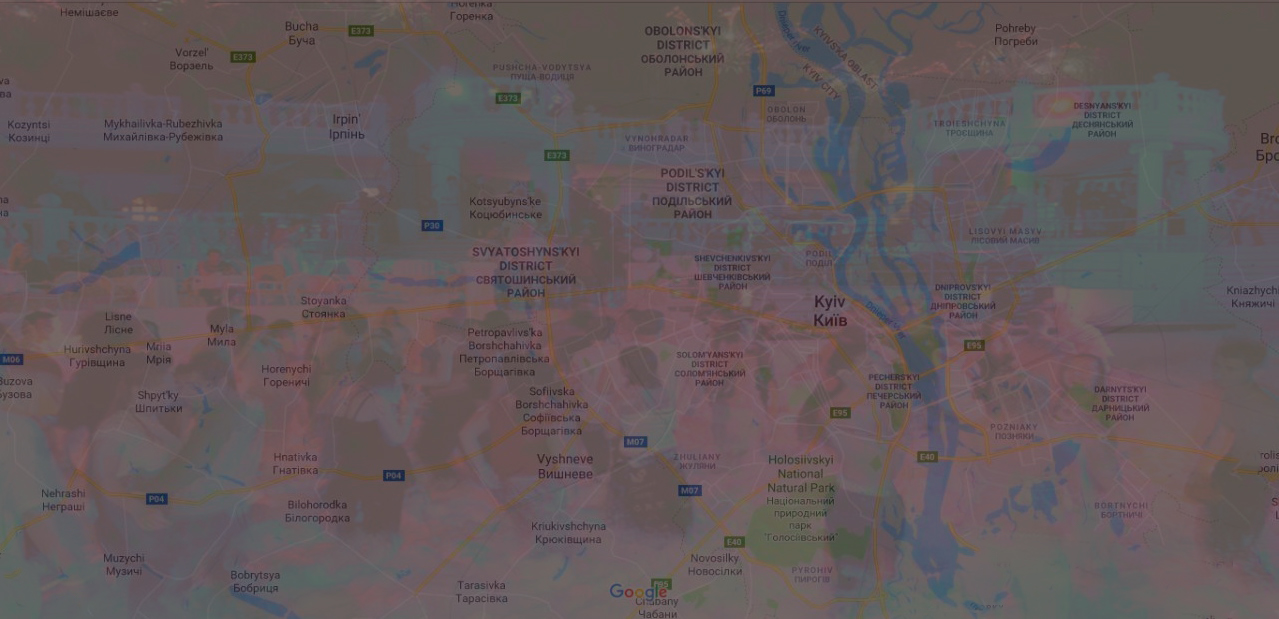 Немішаєве
Горенка
Bucha
Буча
E373
OBOLONS'KYI
DISTRICT
ОБОЛОНСЬКИЙ
РАЙОН
Dnieper River
KYIVS'KA OBLAST
KYIV CITY
Pohreby
Погреби
Vorzel'
Ворзель
E373
PUSHCHA-VODYTSYA
ПУЩА-ВОДИЦЯ
E373
P69
OBOLON
ОБОЛОНЬ
DESNYANS'KYI
DISTRICT
ДЕСНЯНСЬКИЙ
РАЙОН
TROIESHCHYNA
ТРОЄЩИНА
Kozyntsi
Козинці
Mykhailivka-Rubezhivka
Михайлівка-Рубежівка
Irpin'
Ірпінь
VYNOHRADAR
ВИНОГРАДАР
E373
PODIL'S'KYI
DISTRICT
ПОДІЛЬСЬКИЙ
РАЙОН
Kotsyubyns'ke
Коцюбинське
P30
LISOVYI MASYV
ЛІСОВИЙ МАСИВ
SVYATOSHYNS'KYI
DISTRICT
СВЯТОШИНСЬКИЙ
РАЙОН
SHEVCHENKIVS'KYI
DISTRICT
ШЕВЧЕНКІВСЬКИЙ
РАЙОН
PODIL
ПОДІЛ
DNIPROVS'KYI
DISTRICT
ДНІПРОВСЬКИЙ
РАЙОН
Kniazhychi
Княжичі
Stoyanka
Стоянка
Kyiv
Київ
Dnieper River
Lisne
Лісне
Myla
Мила
Petropavlivs'ka
Borshchahivka
Петропавлівська
Борщагівка
E95
M06
Hurivshchyna
Гурівщина
Mriia
Мрія
Horenychi
Гореничі
SOLOM'YANS'KYI
DISTRICT
СОЛОМ'ЯНСЬКИЙ
РАЙОН
PECHERS'KYI
DISTRICT
ПЕЧЕРСЬКИЙ
РАЙОН
DARNYTS'KYI
DISTRICT
ДАРНИЦЬКИЙ
РАЙОН
Buzova
Бузова
Shpyt'ky
Шпитьки
Sofiivska
Borshchahivka
Софіївська
Борщагівка
E95
POZNIAKY
ПОЗНЯКИ
M07
Hnativka
Гнатівка
Vyshneve
Вишневе
ZHULIANY
ЖУЛЯНИ
E40
P04
Holosiivskyi
National
Natural Park
Національний
природний
парк
"Голосіївський"
M07
Nehrashi
Неграші
P04
Bilohorodka
Білогородка
BORTNYCHI
БОРТНИЧІ
Kriukivshchyna
Крюківщина
E40
Muzychi
Музичі
Novosilky
Новосілки
Bobrytsya
Бобриця
PYROHIV
ПИРОГІВ
Tarasivka
Тарасівка
Google
E95
Chabany
Чабани